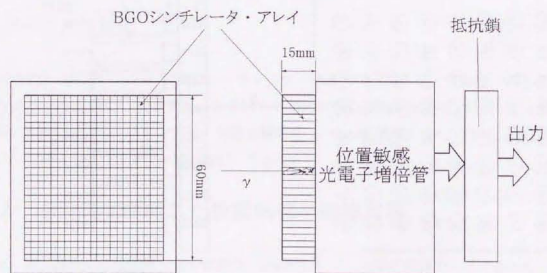 BGOシンチレータ・アレイ
抵抗鎖
15mm
60mm
γ
位置敏感
光電子増倍管
出力